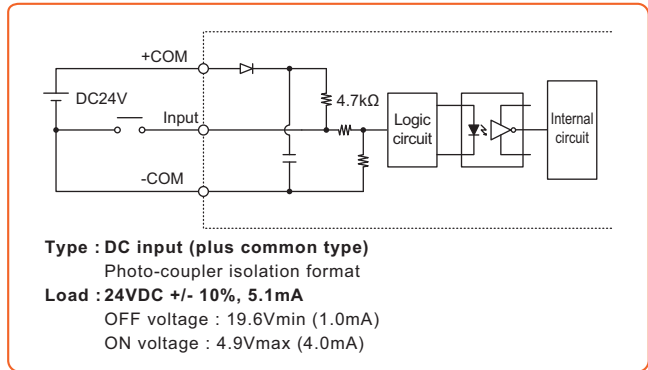 +COM
DC24V
Input
4.7kΩ
Logic
circuit
Internal
circuit
-COM
Type : DC input (plus common type)
Photo-coupler isolation format
Load : 24VDC +/- 10%, 5.1mA
OFF voltage : 19.6Vmin (1.0mA)
ON voltage : 4.9Vmax (4.0mA)